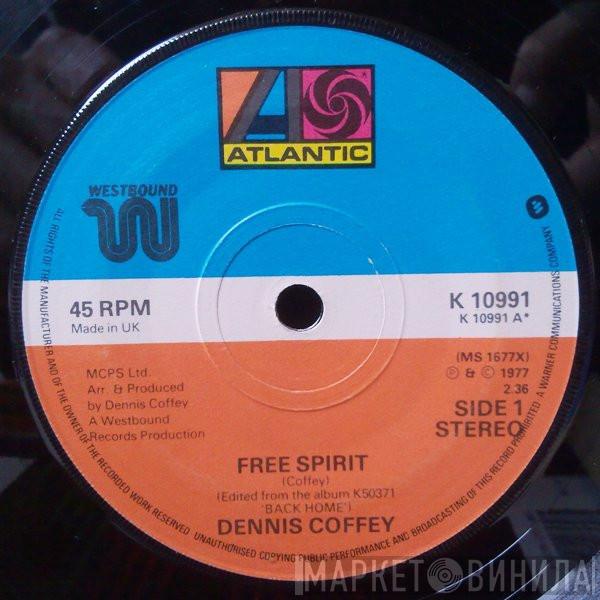 ATLANTIC
WESTBOUND
45 RPM
Made in UK
K 10991
K 10991 A*
MCPS Ltd.
Arr. & Produced
by Dennis Coffey
A Westbound
Records Production
(MS 1677X)
℗ & © 1977
2.36
SIDE 1
STEREO
FREE SPIRIT
(Coffey)
(Edited from the album K50371
'BACK HOME')
DENNIS COFFEY
ALL RIGHTS OF THE MANUFACTURER AND OF THE OWNER OF THE RECORDED WORK RESERVED UNAUTHORISED COPYING PUBLIC PERFORMANCE AND BROADCASTING OF THIS RECORD PROHIBITED. A WARNER COMMUNICATIONS COMPANY
МАРКЕТ ВИНИЛА